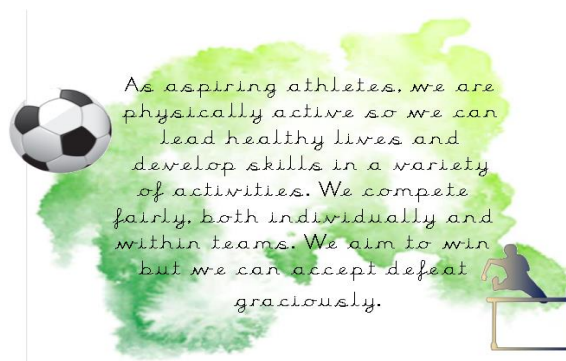 As aspiring athletes, we are
physically active so we can
lead healthy lives and
develop skills in a variety
of activities. We compete
fairly, both individually and
within teams. We aim to win
but we can accept defeat
graciously.